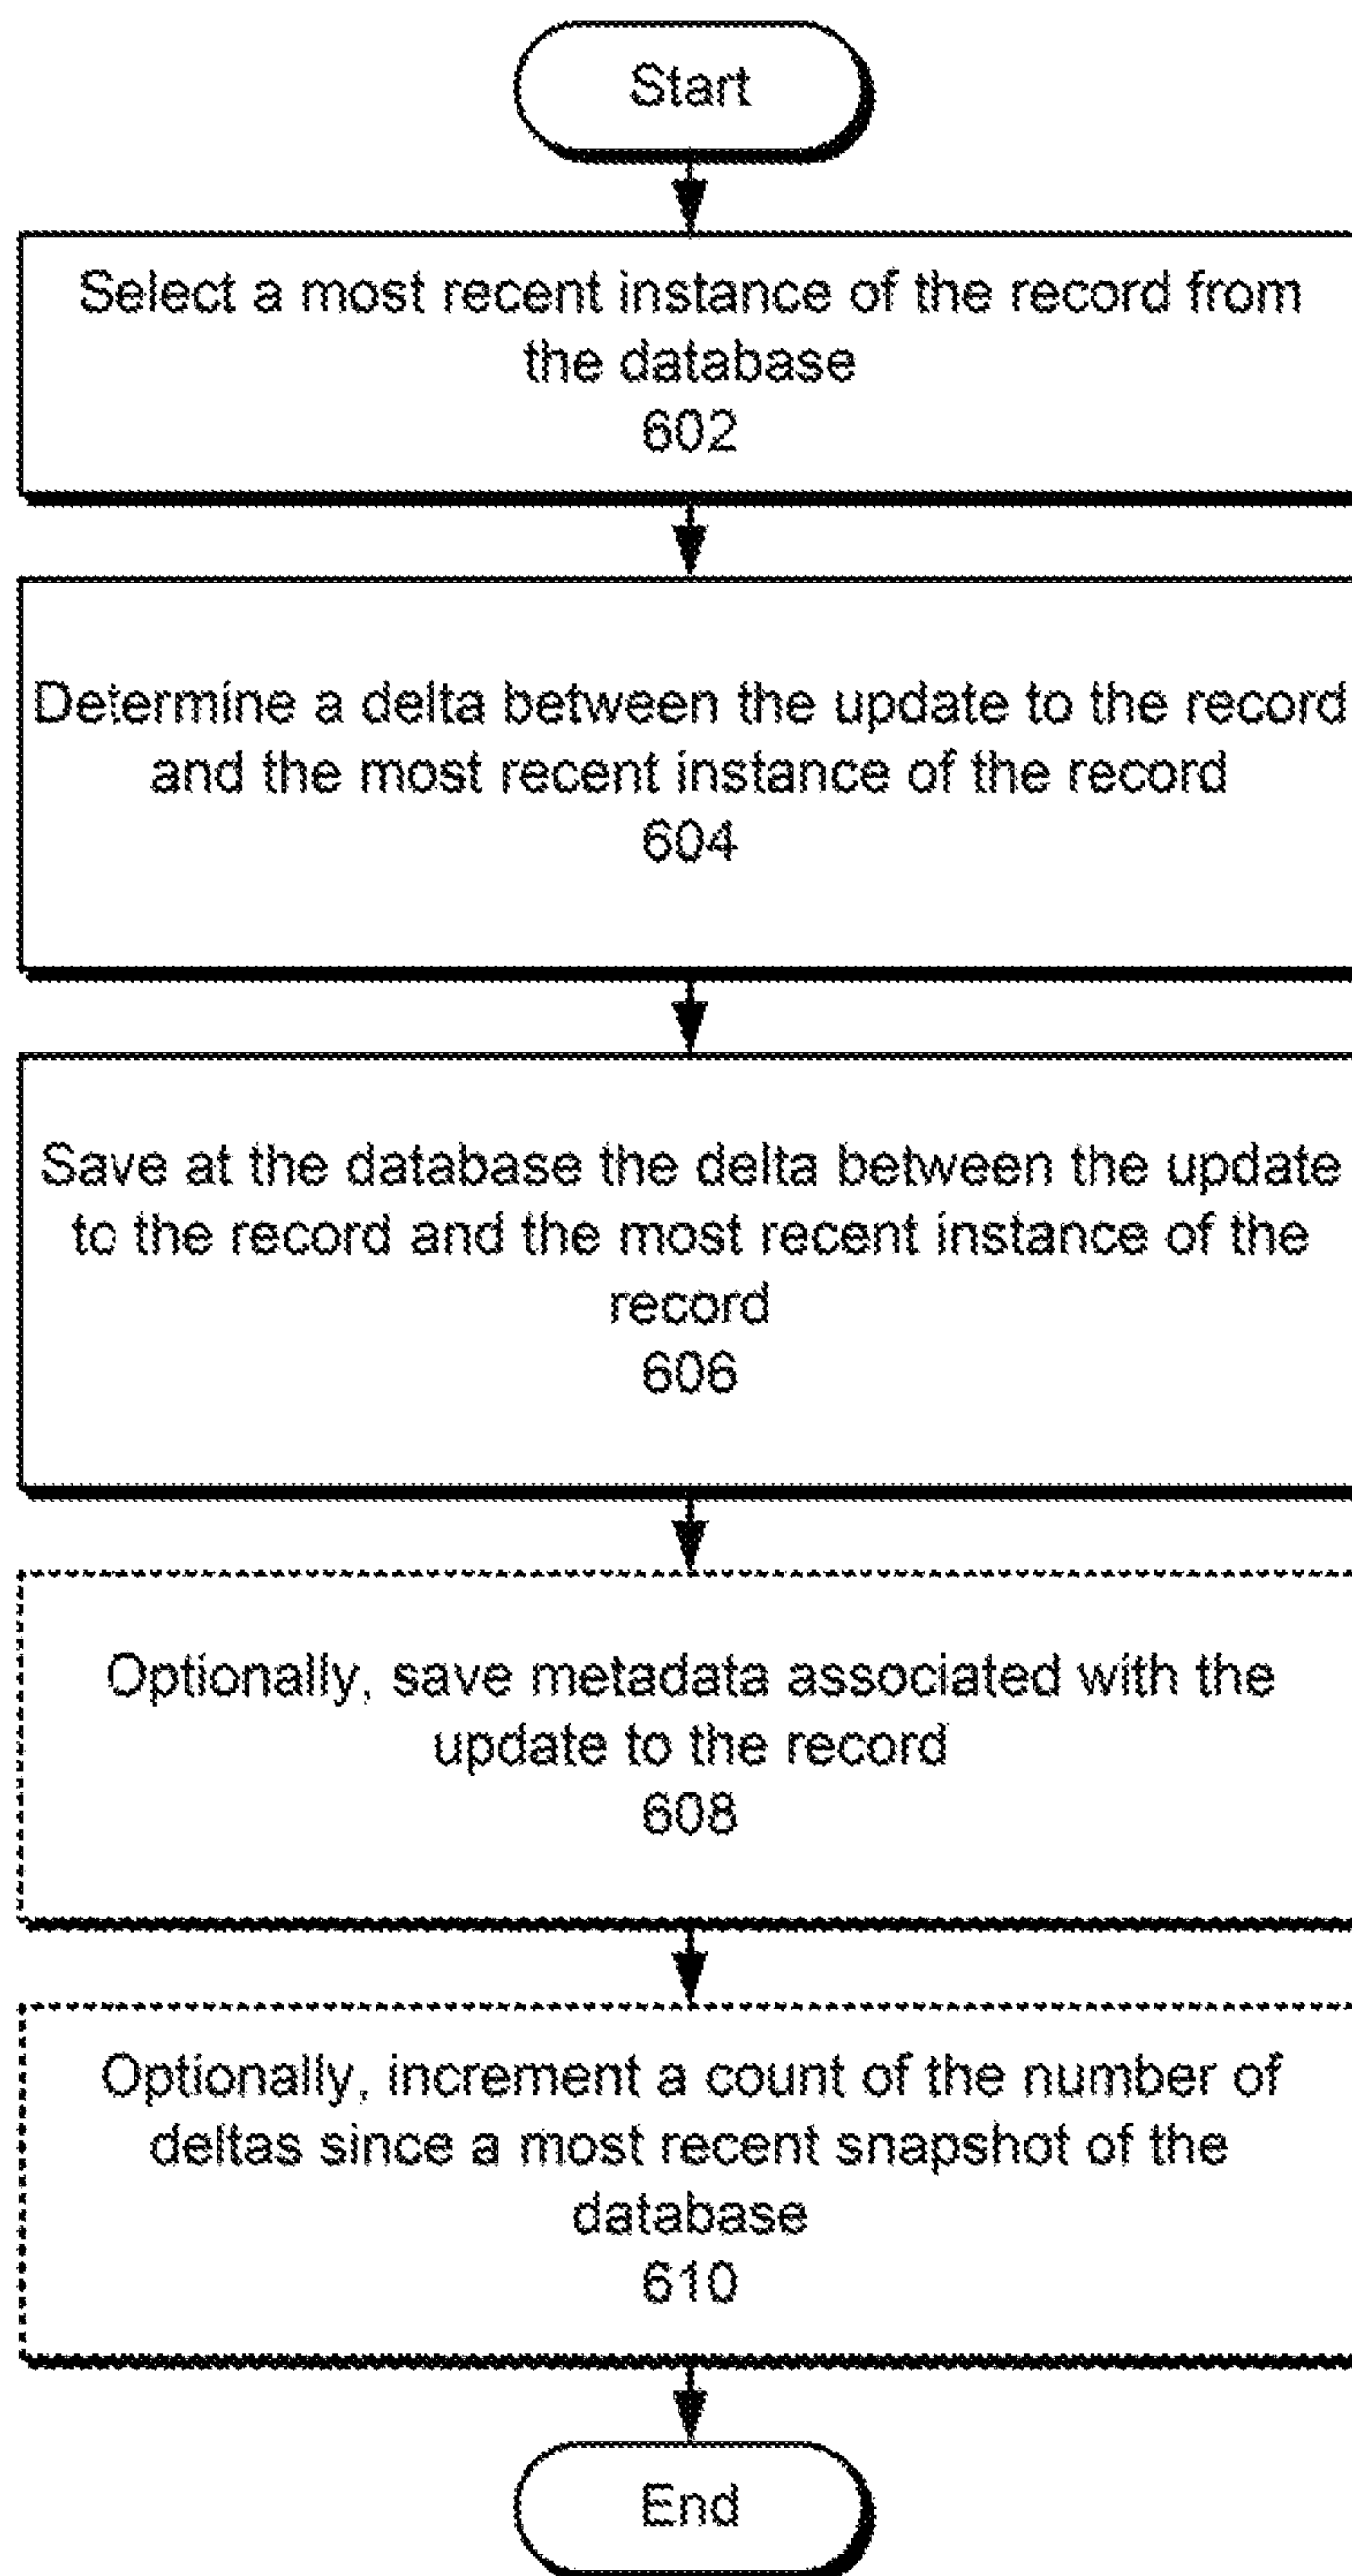 Start
Select a most recent instance of the record from
the database
602
Determine a delta between the update to the record
and the most recent instance of the record
604
Save at the database the delta between the update
to the record and the most recent instance of the
record
606
Optionally, save metadata associated with the
update to the record
608
Optionally, increment a count of the number of
deltas since a most recent snapshot of the
database
610
End